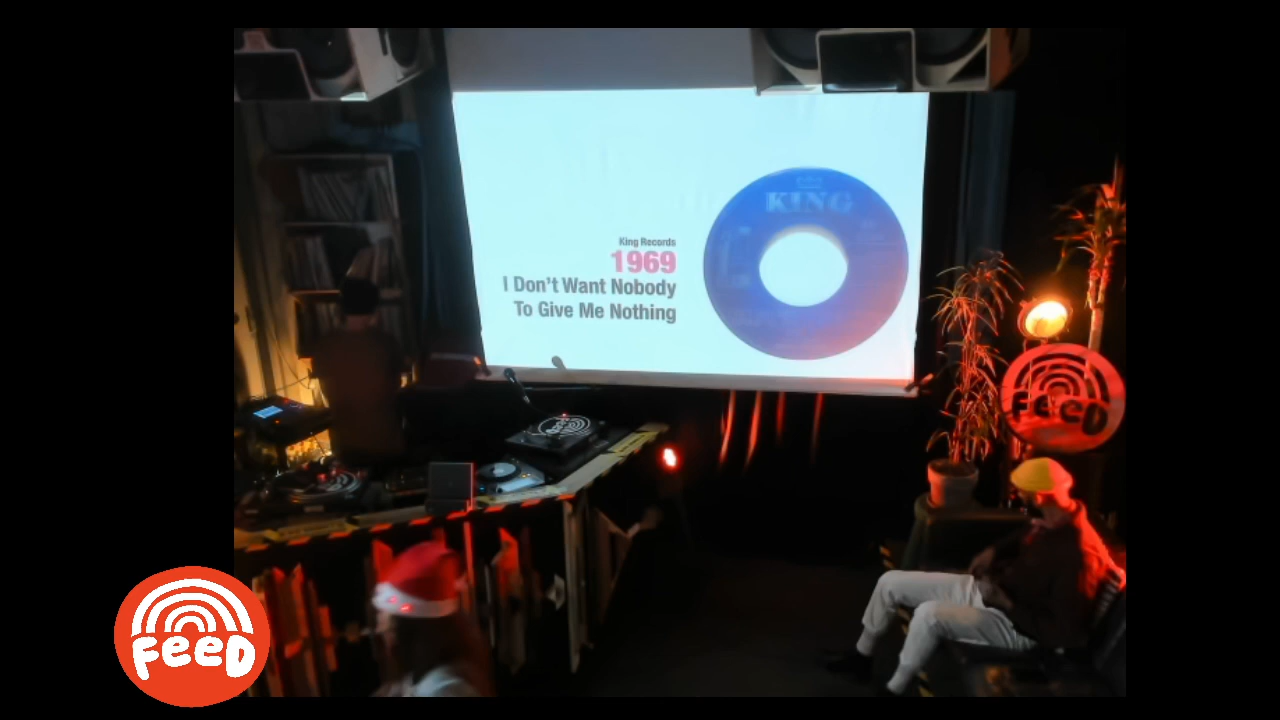 KING
King Records
1969
I Don't Want Nobody
To Give Me Nothing
FEED
FEED